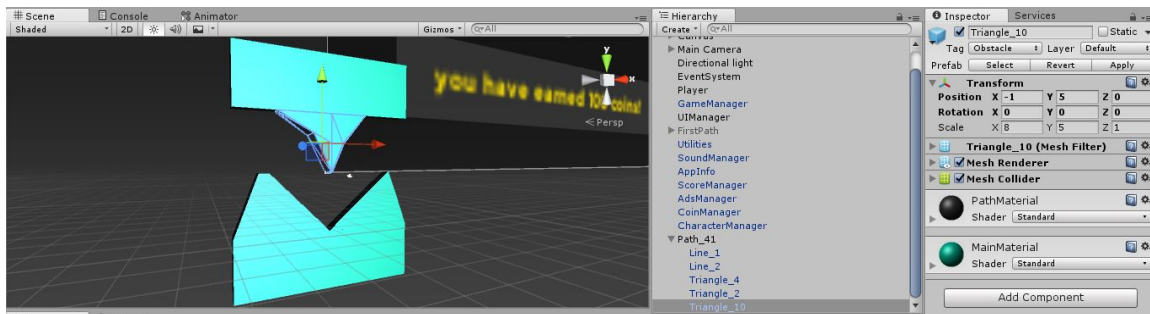 Scene Console Animator
Shaded 2D Gizmos All
you have earned 100 coins!
y
x
Persp
Hierarchy
Create All
Canvas
Main Camera
Directional light
EventSystem
Player
GameManager
UIManager
FirstPath
Utilities
SoundManager
AppInfo
ScoreManager
AdsManager
CoinManager
CharacterManager
Path_41
Line_1
Line_2
Triangle_4
Triangle_2
Triangle_10
Inspector Services
Triangle_10 Static
Tag Obstacle Layer Default
Prefab Select Revert Apply
Transform
Position X -1 Y 5 Z 0
Rotation X 0 Y 0 Z 0
Scale X 8 Y 5 Z 1
Triangle_10 (Mesh Filter)
Mesh Renderer
Mesh Collider
PathMaterial
Shader Standard
MainMaterial
Shader Standard
Add Component